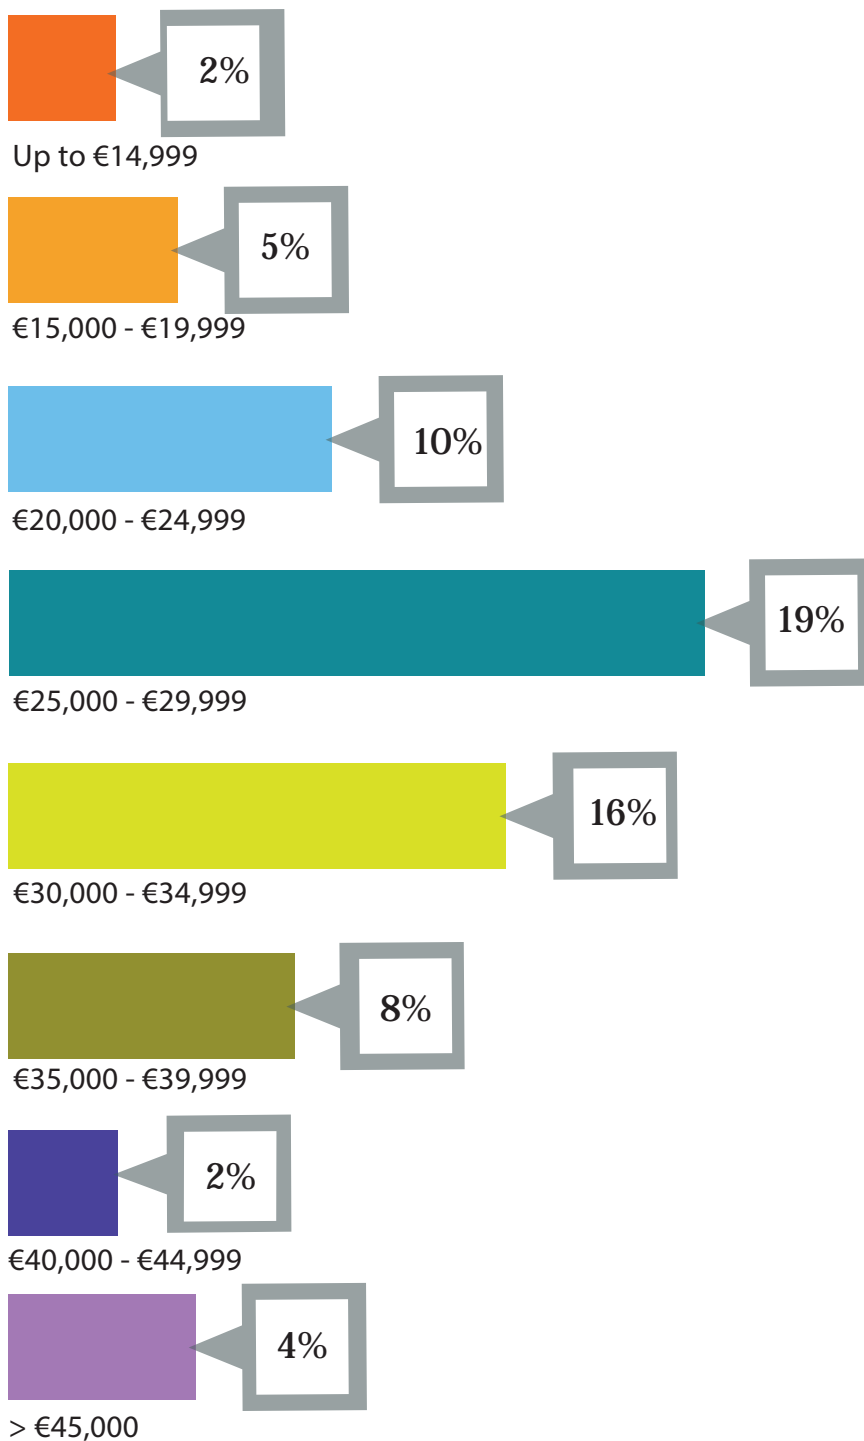 2%
Up to €14,999
5%
€15,000 - €19,999
10%
€20,000 - €24,999
19%
€25,000 - €29,999
16%
€30,000 - €34,999
8%
€35,000 - €39,999
2%
€40,000 - €44,999
4%
> €45,000